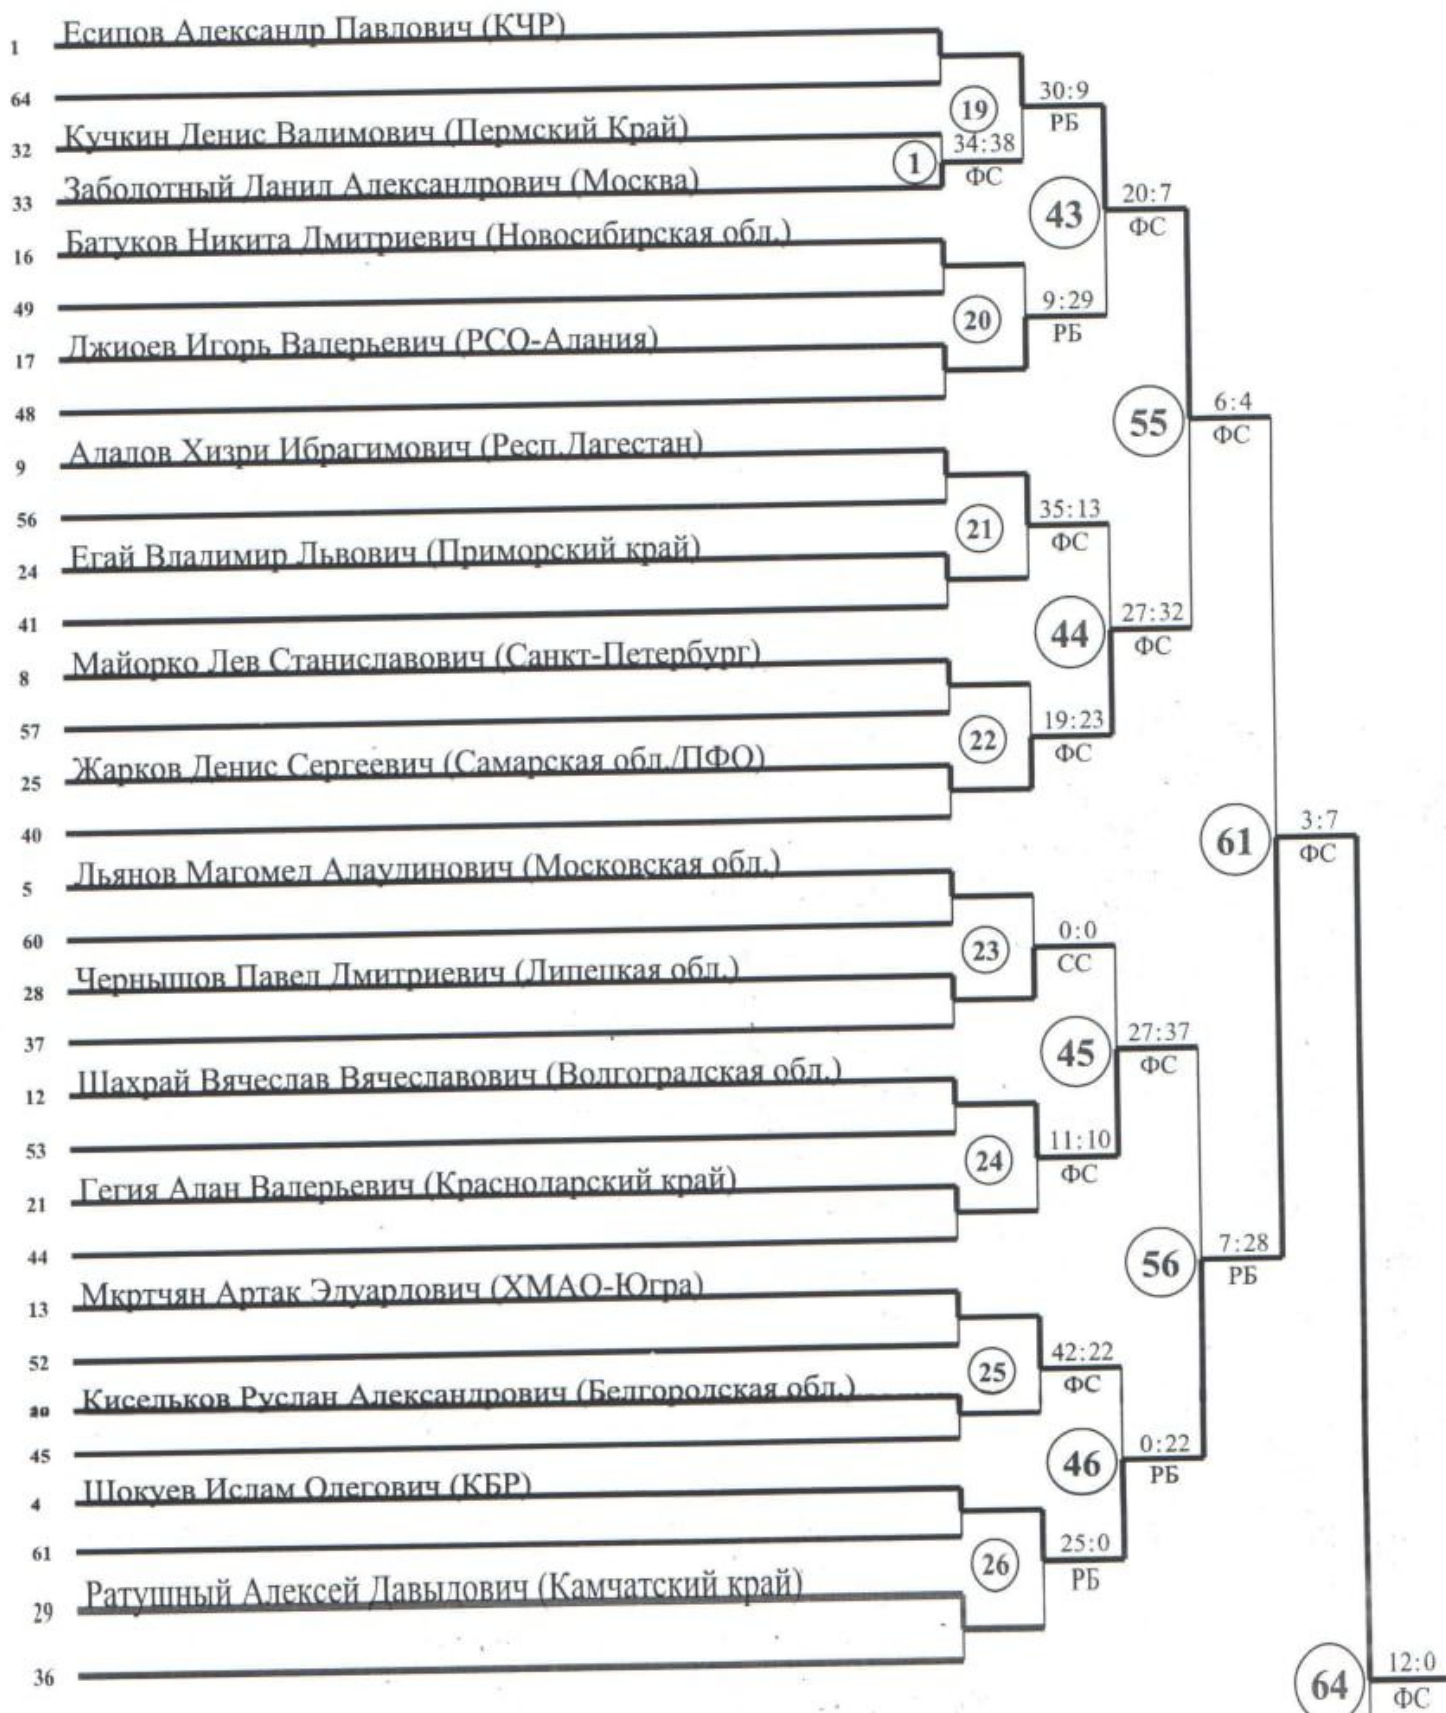 1 Есипов Александр Павлович (КЧР)
64
19 30:9
РБ
32 Кучкин Денис Вадимович (Пермский Край)
1 34:38
ФС
33 Заболотный Данил Александрович (Москва)
43 20:7
ФС
16 Батуков Никита Дмитриевич (Новосибирская обл.)
49
20 9:29
РБ
17 Джиоев Игорь Валерьевич (РСО-Алания)
48
55 6:4
ФС
9 Ададов Хизри Ибрагимович (Респ.Дагестан)
56
21 35:13
ФС
24 Егай Владимир Львович (Приморский край)
41
44 27:32
ФС
8 Майорко Лев Станиславович (Санкт-Петербург)
57
22 19:23
ФС
25 Жарков Денис Сергеевич (Самарская обл./ПФО)
40
61 3:7
ФС
5 Льянов Магомед Алаудинович (Московская обл.)
60
23 0:0
СС
28 Чернышов Павел Дмитриевич (Липецкая обл.)
37
45 27:37
ФС
12 Шахрай Вячеслав Вячеславович (Волгоградская обл.)
53
24 11:10
ФС
21 Гегия Алан Валерьевич (Краснодарский край)
44
56 7:28
РБ
13 Мкртчян Артак Эдуардович (ХМАО-Югра)
52
25 42:22
ФС
Кисельков Руслан Александрович (Белгородская обл.)
45
46 0:22
РБ
4 Шокуев Ислам Олегович (КБР)
61
26 25:0
РБ
29 Ратушный Алексей Давыдович (Камчатский край)
36
64 12:0
ФС